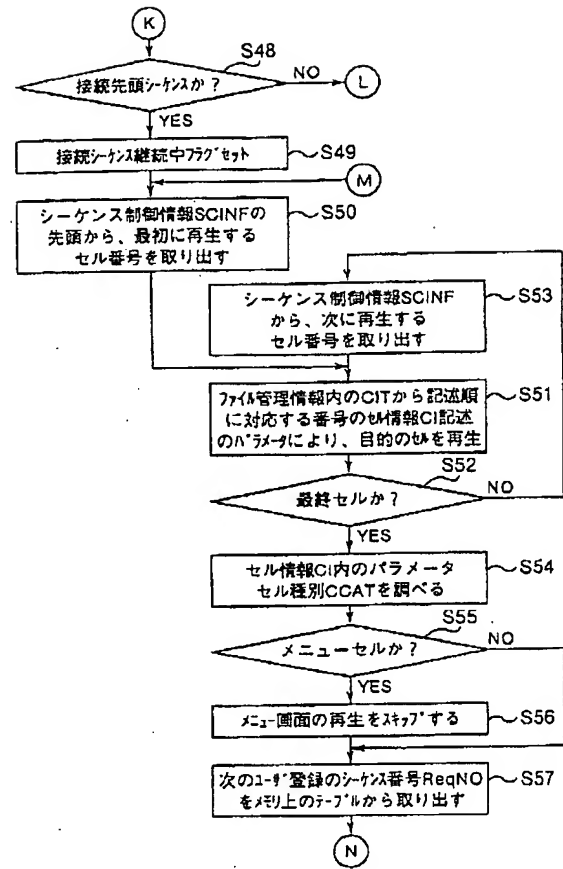 K
S48
接続先頭シーケンスか？
NO
L
YES
接続シーケンス継続中フラグセット
S49
M
シーケンス制御情報SCINFの
先頭から、最初に再生する
セル番号を取り出す
S50
シーケンス制御情報SCINF
から、次に再生する
セル番号を取り出す
S53
ファイル管理情報内のCITから記述順
に対応する番号のセル情報CI記述
のパラメータにより、目的のセルを再生
S51
S52
最終セルか？
NO
YES
セル情報CI内のパラメータ
セル種別CCATを調べる
S54
S55
メニューセルか？
NO
YES
メニュー画面の再生をスキップする
S56
次のユーザ登録のシーケンス番号ReqNO
をメモリ上のテーブルから取り出す
S57
N